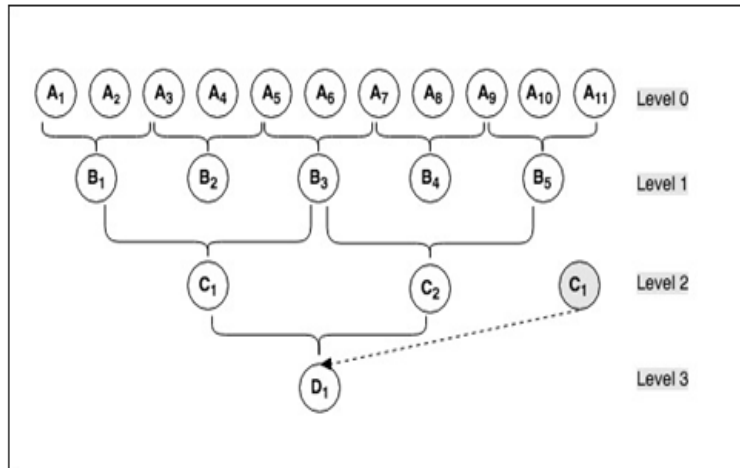 A1 A2 A3 A4 A5 A6 A7 A8 A9 A10 A11 Level 0
B1 B2 B3 B4 B5 Level 1
C1 C2 C1 Level 2
D1 Level 3